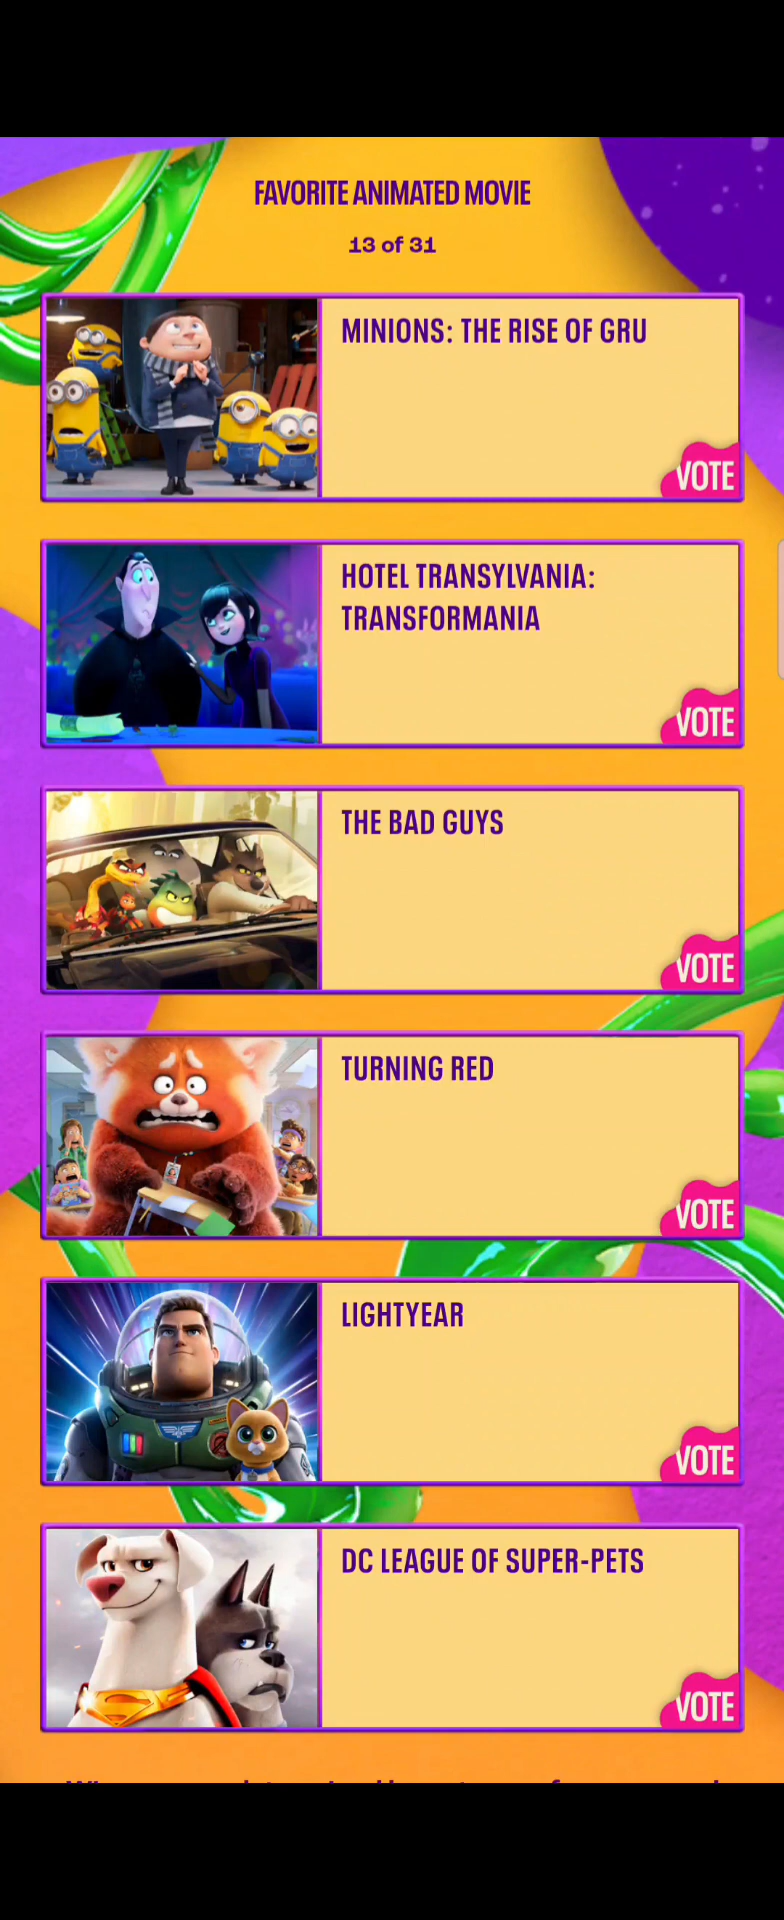 FAVORITE ANIMATED MOVIE
13 of 31
MINIONS: THE RISE OF GRU
VOTE
HOTEL TRANSYLVANIA:
TRANSFORMANIA
VOTE
THE BAD GUYS
VOTE
TURNING RED
VOTE
LIGHTYEAR
VOTE
DC LEAGUE OF SUPER-PETS
VOTE